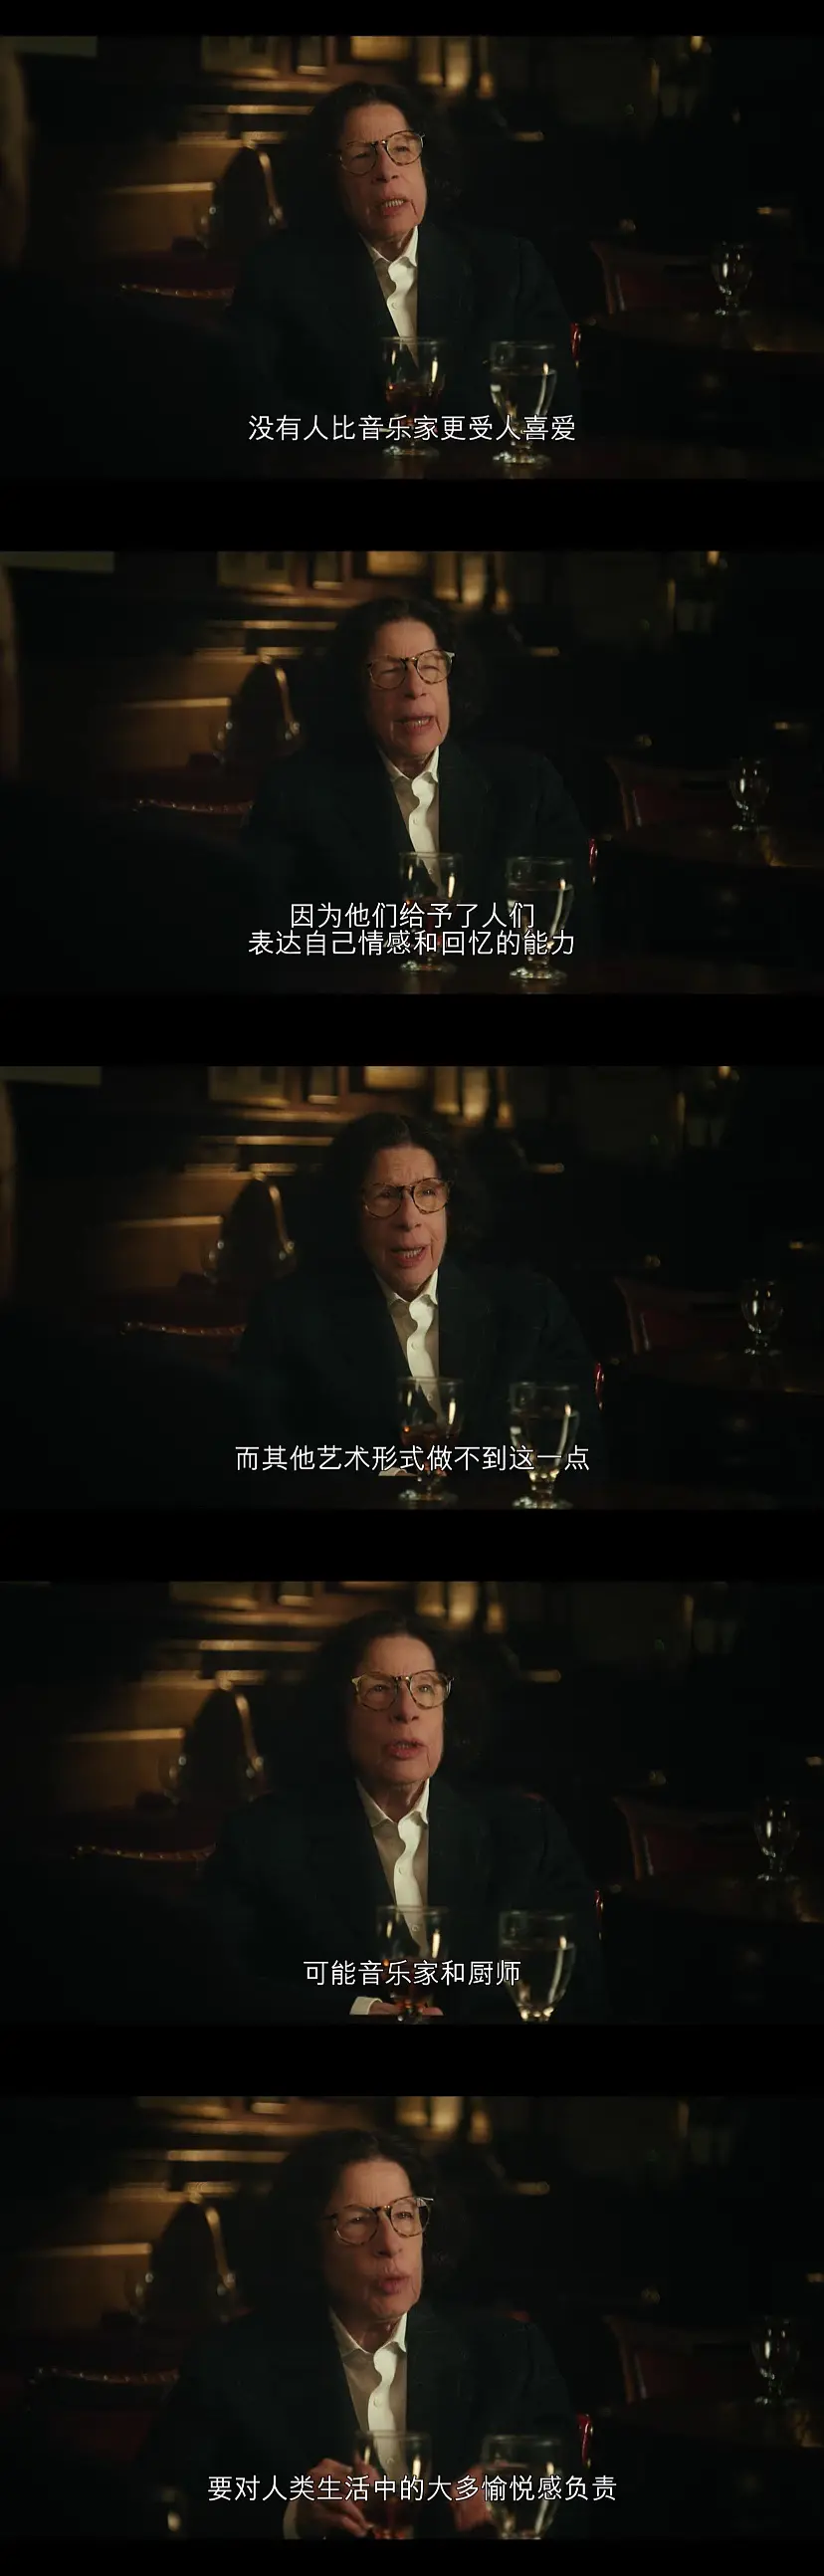 没有人比音乐家更受人喜爱
因为他们给予了人们
表达自己情感和回忆的能力
而其他艺术形式做不到这一点
可能音乐家和厨师
要对人类生活中的大多愉悦感负责